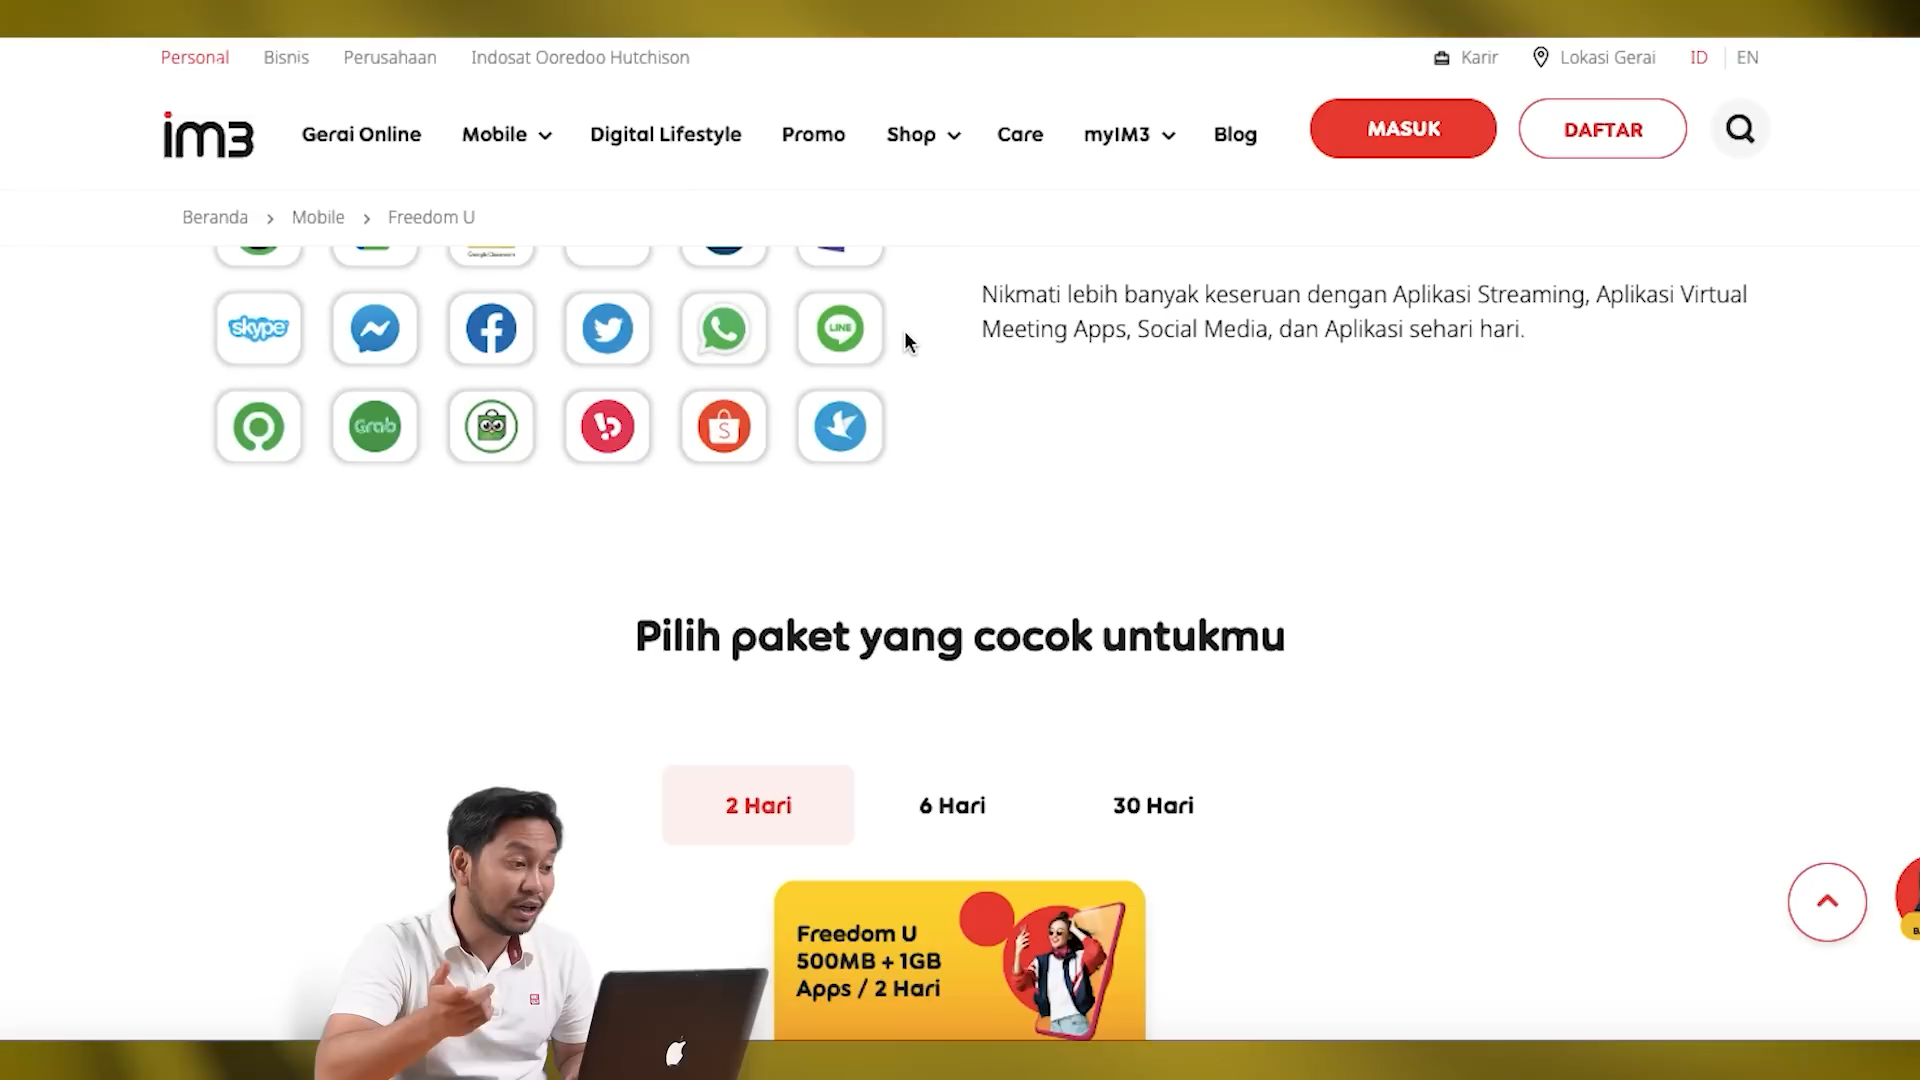 Personal Bisnis Perusahaan Indosat Ooredoo Hutchison Karir Lokasi Gerai ID EN
im3 Gerai Online Mobile Digital Lifestyle Promo Shop Care myIM3 Blog MASUK DAFTAR
Beranda > Mobile > Freedom U
Google Classroom
Nikmati lebih banyak keseruan dengan Aplikasi Streaming, Aplikasi Virtual
Meeting Apps, Social Media, dan Aplikasi sehari hari.
skype LINE
Grab S
Pilih paket yang cocok untukmu
2 Hari 6 Hari 30 Hari
Freedom U
500MB + 1GB
Apps / 2 Hari